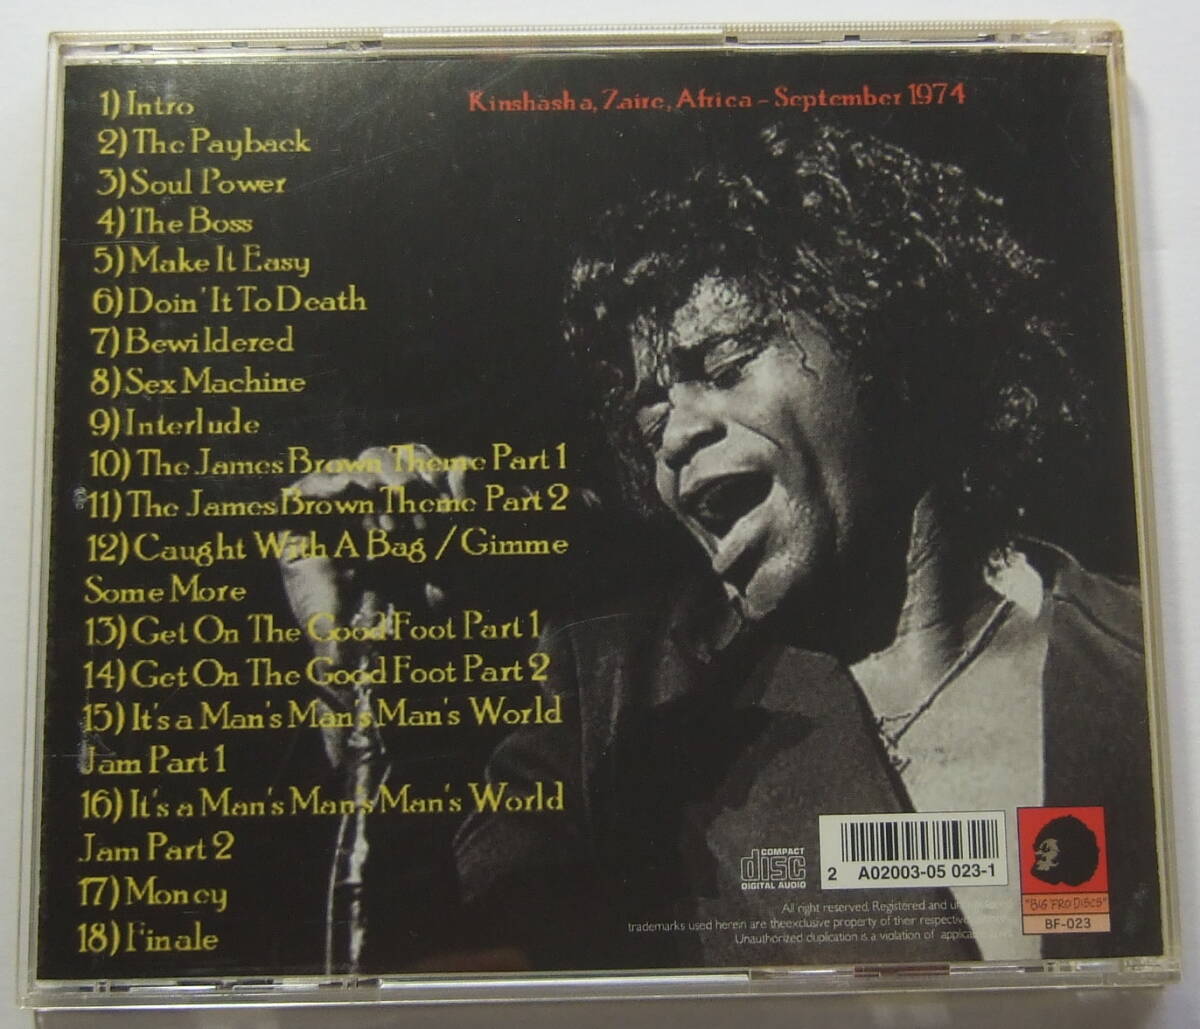 Kinshasha, Zaire, Africa - September 1974
1) Intro
2) The Payback
3) Soul Power
4) The Boss
5) Make It Easy
6) Doin' It To Death
7) Bewildered
8) Sex Machine
9) Interlude
10) The James Brown Theme Part 1
11) The James Brown Theme Part 2
12) Caught With A Bag / Gimme
Some More
13) Get On The Good Foot Part 1
14) Get On The Good Foot Part 2
15) It's a Man's Man's Man's World
Jam Part 1
16) It's a Man's Man's Man's World
Jam Part 2
17) Money
18) Finale
COMPACT
disc
DIGITAL AUDIO
2 A02003-05 023-1
"BIG 'FRO DISCS"
BF-023
All right reserved. Registered and
trademarks used herein are theexclusive property of their respective
Unauthorized duplication is a violation of